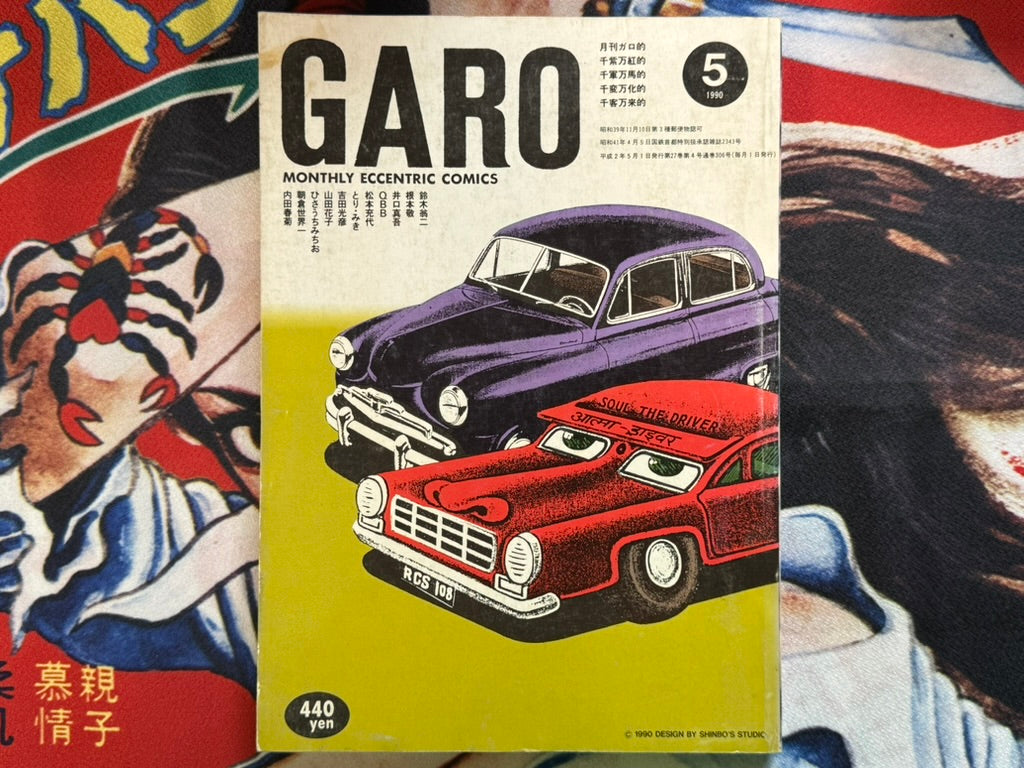 GARO
MONTHLY ECCENTRIC COMICS
月刊ガロ的
千紫万紅的
千軍万馬的
千変万化的
千客万来的
5
1990
昭和39年11月10日第3種郵便物認可
昭和41年4月5日国鉄首都特別扱承認雑誌2343号
平成2年5月1日発行第27巻第4号通巻306号(毎月1日発行)
鈴木翁二
根本敬
井口真吾
QBB
松本充代
とり・みき
吉田光彦
山田花子
ひさうちみちお
朝倉世界一
内田春菊
SOUL THE DRIVER
आत्मा-ड्राइवर
RCS 108
440
yen
© 1990 DESIGN BY SHINBO'S STUDIO
親子
慕情